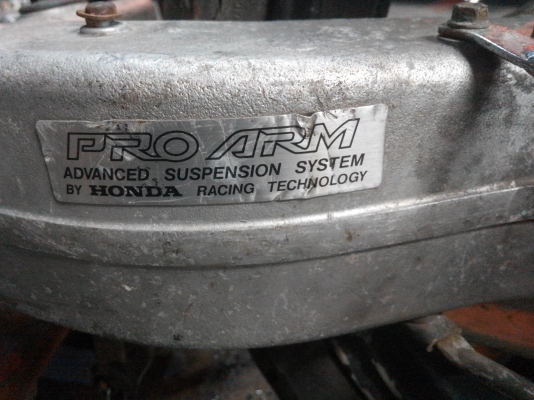 PRO ARM
ADVANCED SUSPENSION SYSTEM
BY HONDA RACING TECHNOLOGY